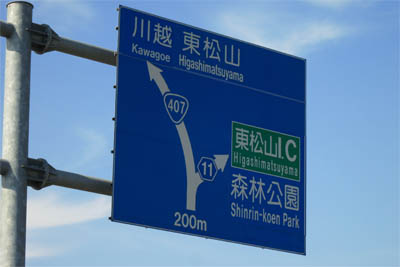 川越 東松山
Kawagoe Higashimatsuyama
407
東松山I.C
Higashimatsuyama
11
森林公園
Shinrin-koen Park
200m